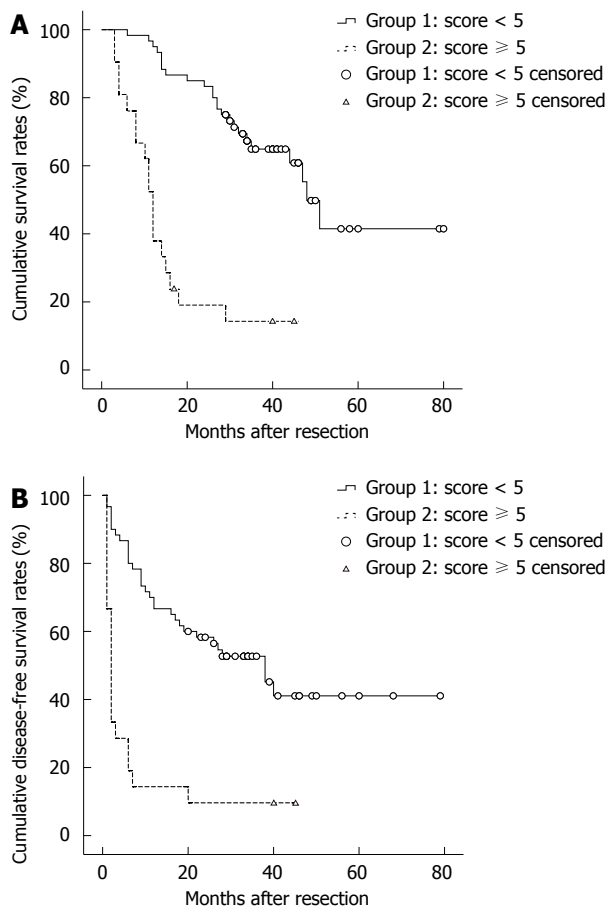 A
Cumulative survival rates (%)
100
80
60
40
20
0
0 20 40 60 80
Months after resection
Group 1: score < 5
Group 2: score ⩾ 5
Group 1: score < 5 censored
Group 2: score ⩾ 5 censored
B
Cumulative disease-free survival rates (%)
100
80
60
40
20
0
0 20 40 60 80
Months after resection
Group 1: score < 5
Group 2: score ⩾ 5
Group 1: score < 5 censored
Group 2: score ⩾ 5 censored